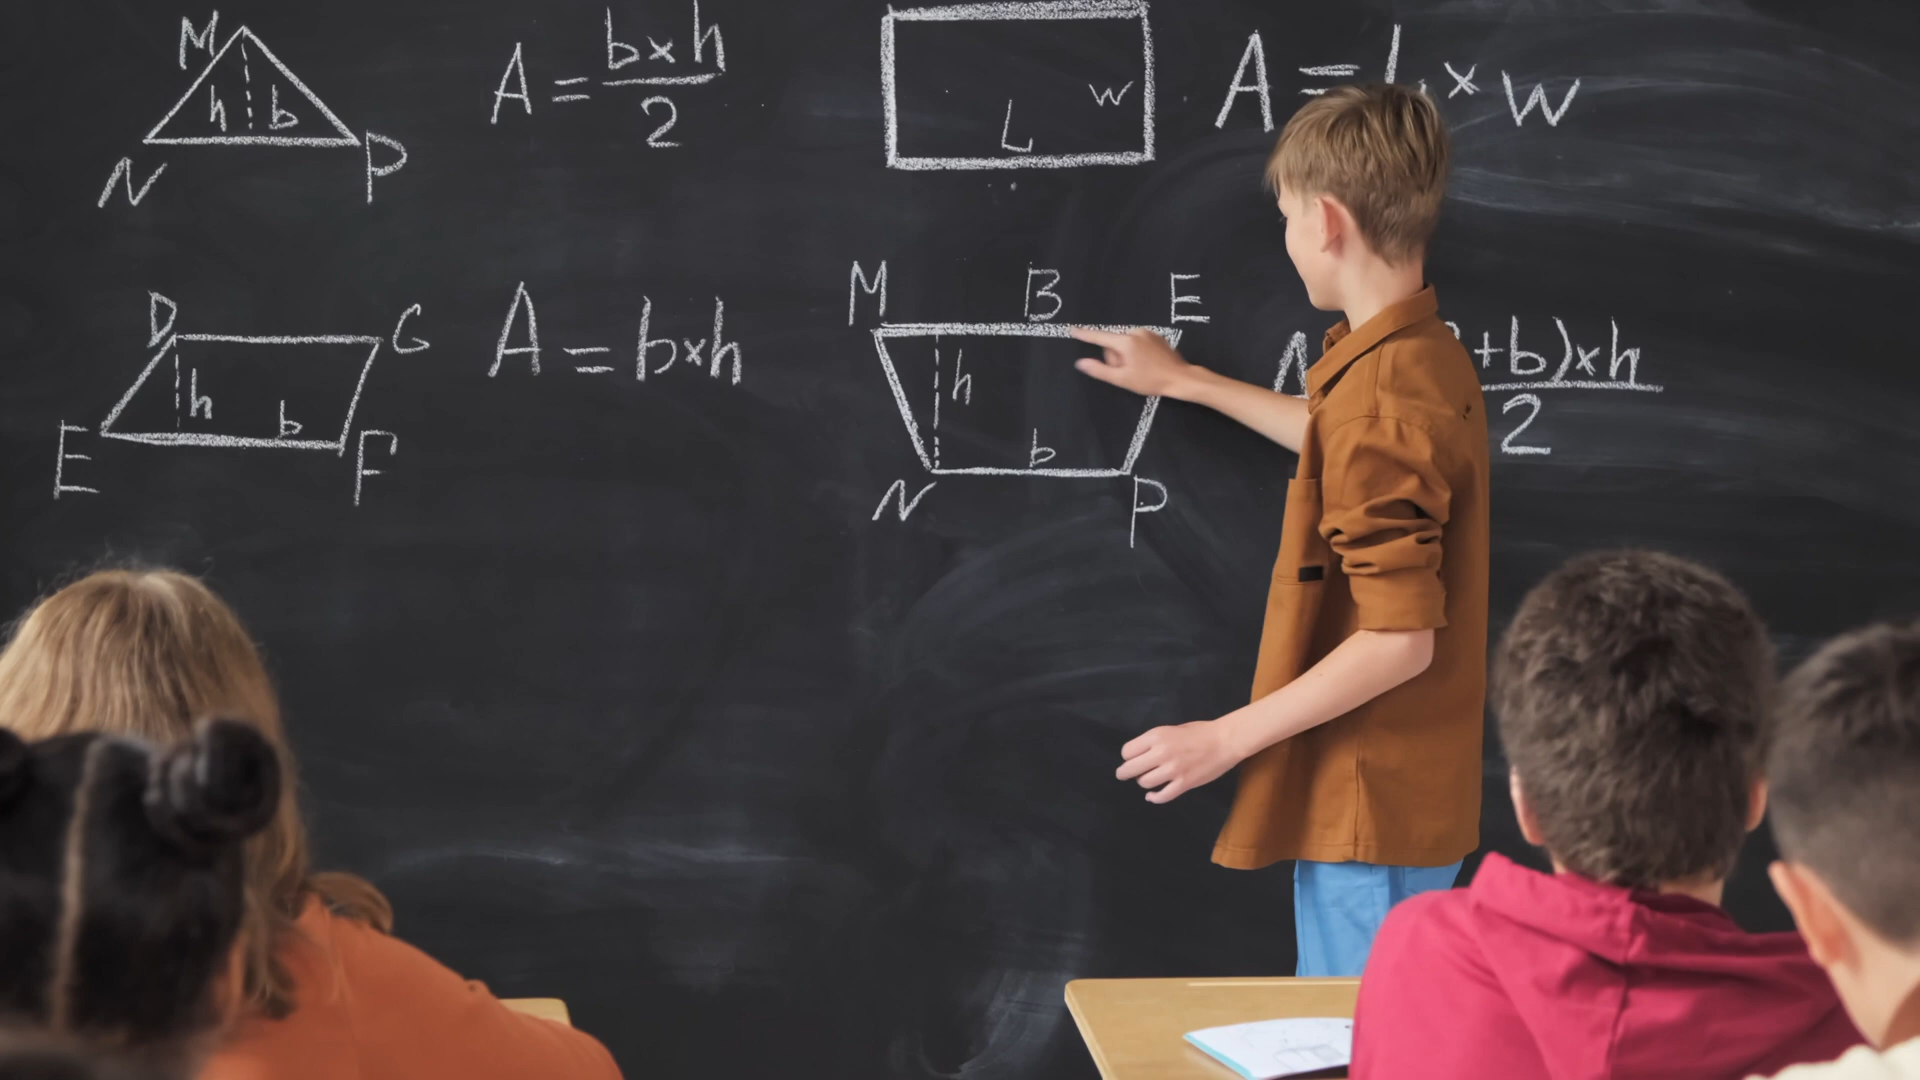 M
h b
N P
A = b×h / 2
L w
A = L × w
D G
h b
E F
A = b×h
M B E
h
b
N P
+b)×h / 2